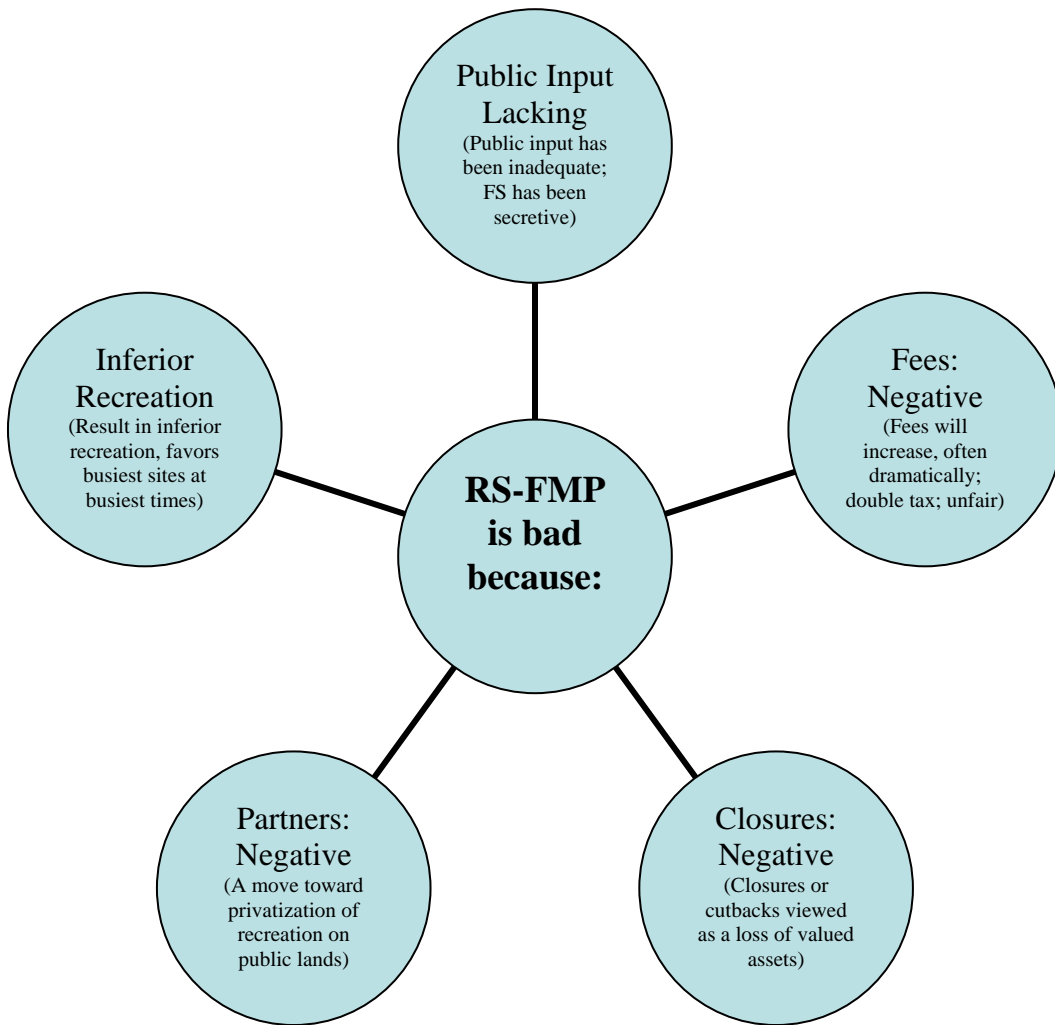 Public Input
Lacking
(Public input has
been inadequate;
FS has been
secretive)
Inferior
Recreation
(Result in inferior
recreation, favors
busiest sites at
busiest times)
Fees:
Negative
(Fees will
increase, often
dramatically;
double tax; unfair)
RS-FMP
is bad
because:
Partners:
Negative
(A move toward
privatization of
recreation on
public lands)
Closures:
Negative
(Closures or
cutbacks viewed
as a loss of valued
assets)